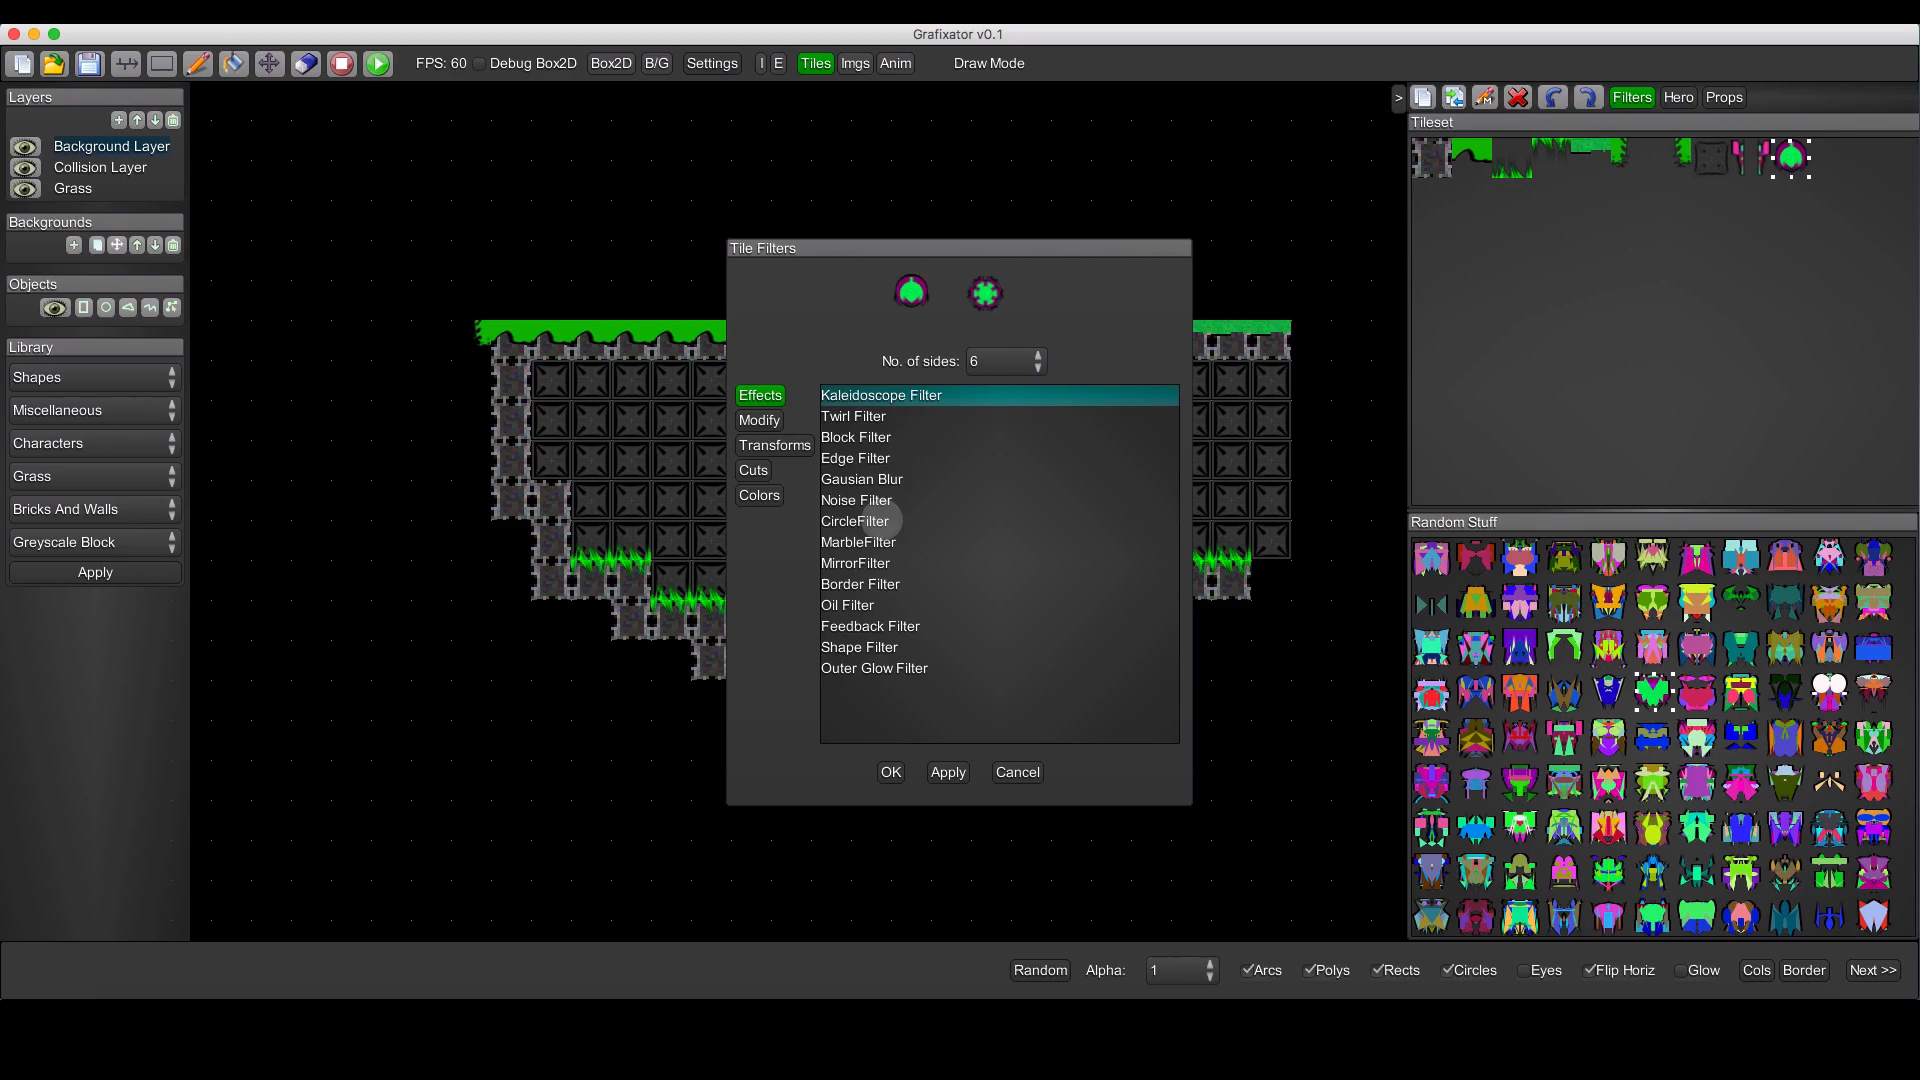 Grafixator v0.1
FPS: 60 Debug Box2D Box2D B/G Settings I E Tiles Imgs Anim Draw Mode
Layers
Background Layer
Collision Layer
Grass
Backgrounds
Objects
Library
Shapes
Miscellaneous
Characters
Grass
Bricks And Walls
Greyscale Block
Apply
> Filters Hero Props
Tileset
Tile Filters
No. of sides: 6
Effects
Modify
Transforms
Cuts
Colors
Kaleidoscope Filter
Twirl Filter
Block Filter
Edge Filter
Gausian Blur
Noise Filter
CircleFilter
MarbleFilter
MirrorFilter
Border Filter
Oil Filter
Feedback Filter
Shape Filter
Outer Glow Filter
OK Apply Cancel
Random Stuff
Random Alpha: 1 Arcs Polys Rects Circles Eyes Flip Horiz Glow Cols Border Next >>